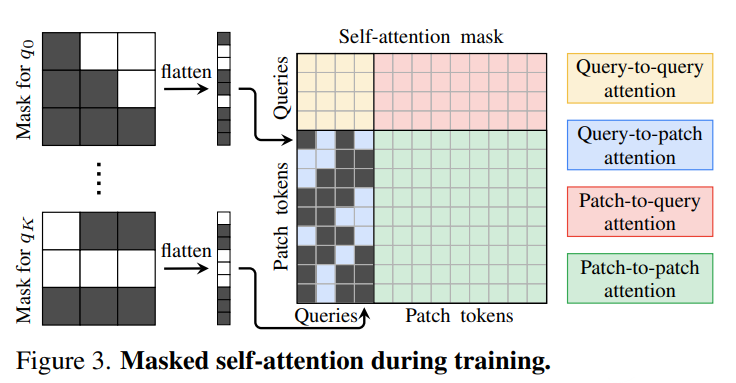 Self-attention mask
Mask for q0
flatten
Queries
Patch tokens
Mask for qK
flatten
Queries
Patch tokens
Query-to-query
attention
Query-to-patch
attention
Patch-to-query
attention
Patch-to-patch
attention
Figure 3. Masked self-attention during training.